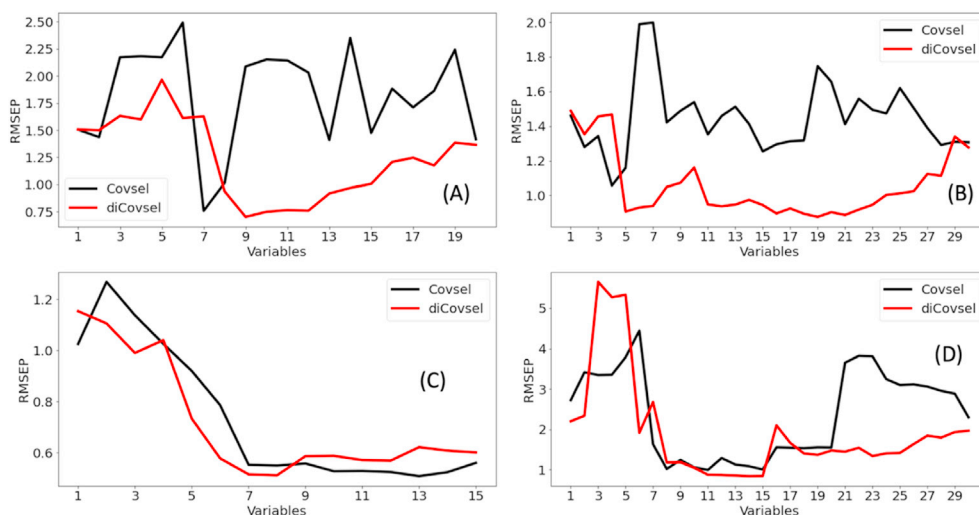 2.50
2.25
2.00
1.75
1.50
1.25
1.00
0.75
RMSEP
Covsel
diCovsel
(A)
1 3 5 7 9 11 13 15 17 19
Variables
2.0
1.8
1.6
1.4
1.2
1.0
RMSEP
Covsel
diCovsel
(B)
1 3 5 7 9 11 13 15 17 19 21 23 25 27 29
Variables
1.2
1.0
0.8
0.6
RMSEP
Covsel
diCovsel
(C)
1 3 5 7 9 11 13 15
Variables
5
4
3
2
1
RMSEP
Covsel
diCovsel
(D)
1 3 5 7 9 11 13 15 17 19 21 23 25 27 29
Variables